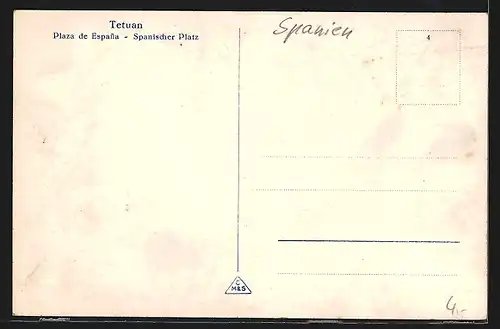 Tetuan
Plaza de España - Spanischer Platz
Spanien
4
C
M&S
4,-